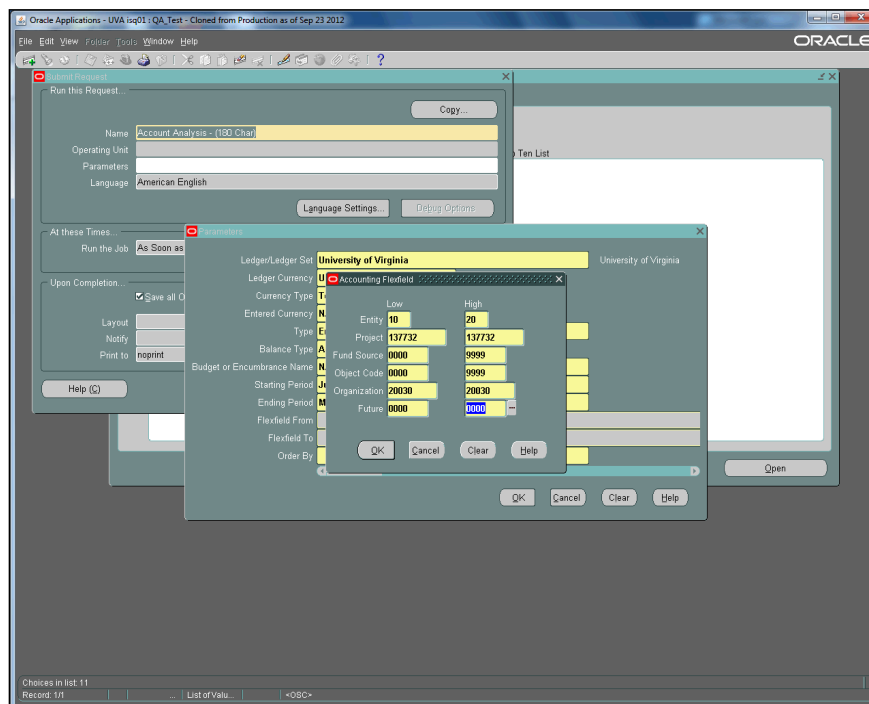 Oracle Applications - UVA isq01 : QA_Test - Cloned from Production as of Sep 23 2012
File Edit View Folder Tools Window Help
ORACLE
Submit Request
Run this Request...
Copy...
Name Account Analysis - (180 Char)
Operating Unit
Parameters
Language American English
Language Settings... Debug Options
Ten List
At these Times...
Run the Job As Soon as
Upon Completion...
Save all O
Layout
Notify
Print to noprint
Help (C)
Parameters
Ledger/Ledger Set University of Virginia University of Virginia
Ledger Currency U
Currency Type T
Entered Currency N
Type E
Balance Type A
Budget or Encumbrance Name N
Starting Period Ju
Ending Period M
Flexfield From
Flexfield To
Order By
OK Cancel Clear Help
Accounting Flexfield
Low High
Entity 10 20
Project 137732 137732
Fund Source 0000 9999
Object Code 0000 9999
Organization 20030 20030
Future 0000 0000
OK Cancel Clear Help
Open
Choices in list: 11
Record: 1/1 ... List of Valu... <OSC>